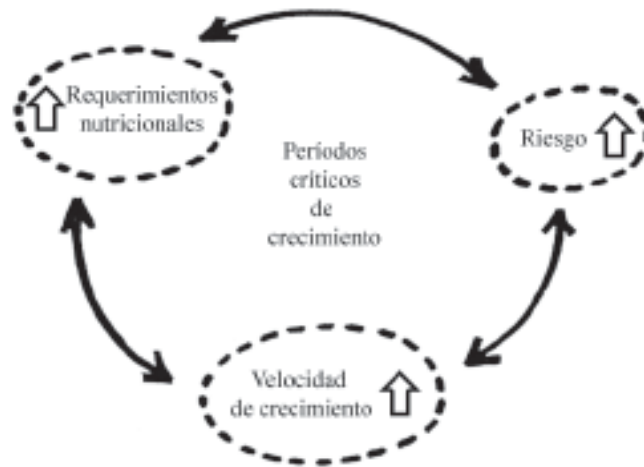 Requerimientos
nutricionales
Riesgo
Períodos
críticos
de
crecimiento
Velocidad
de crecimiento